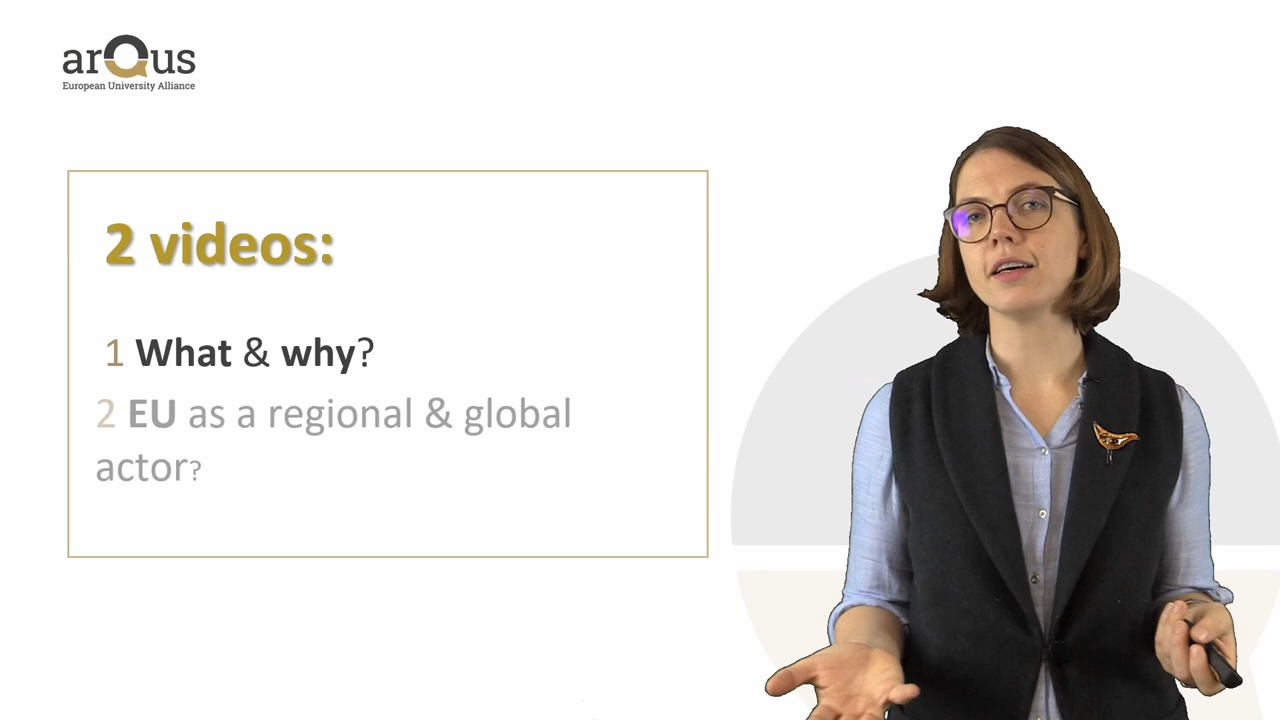 arQus
European University Alliance
2 videos:
1 What & why?
2 EU as a regional & global
actor?